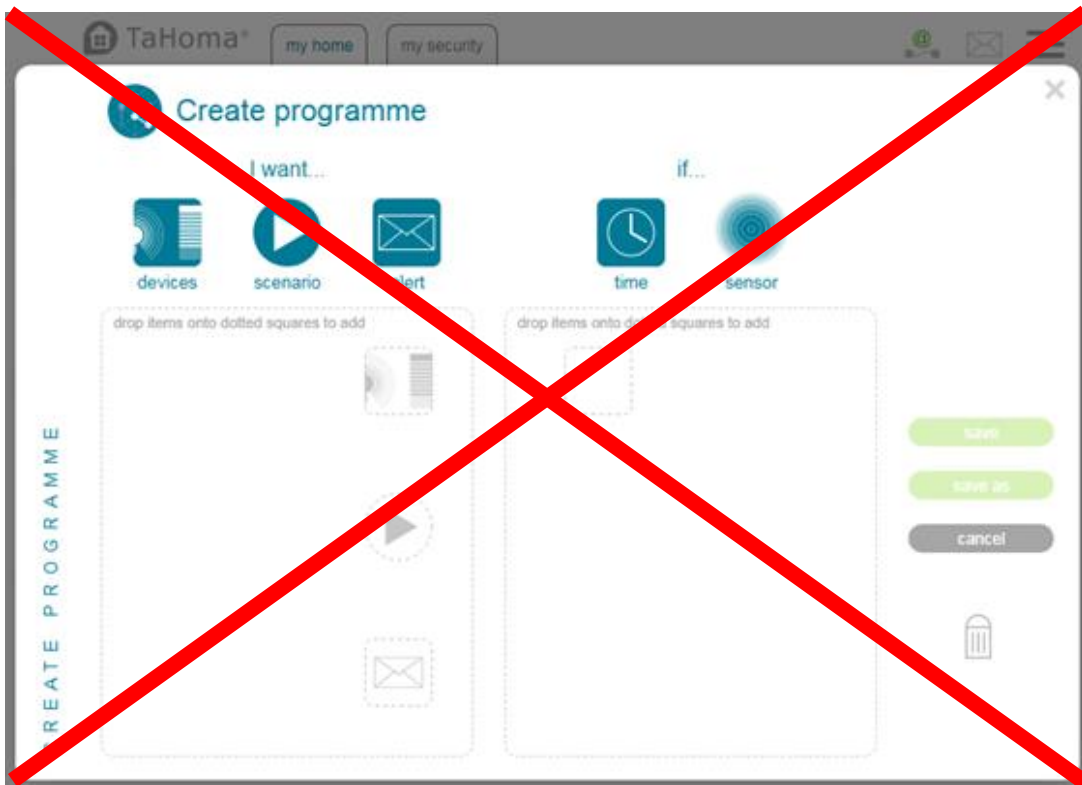 TaHoma®
my home
my security
Create programme
I want...
if...
devices
scenario
alert
time
sensor
drop items onto dotted squares to add
drop items onto dotted squares to add
CREATE PROGRAMME
save
save as
cancel